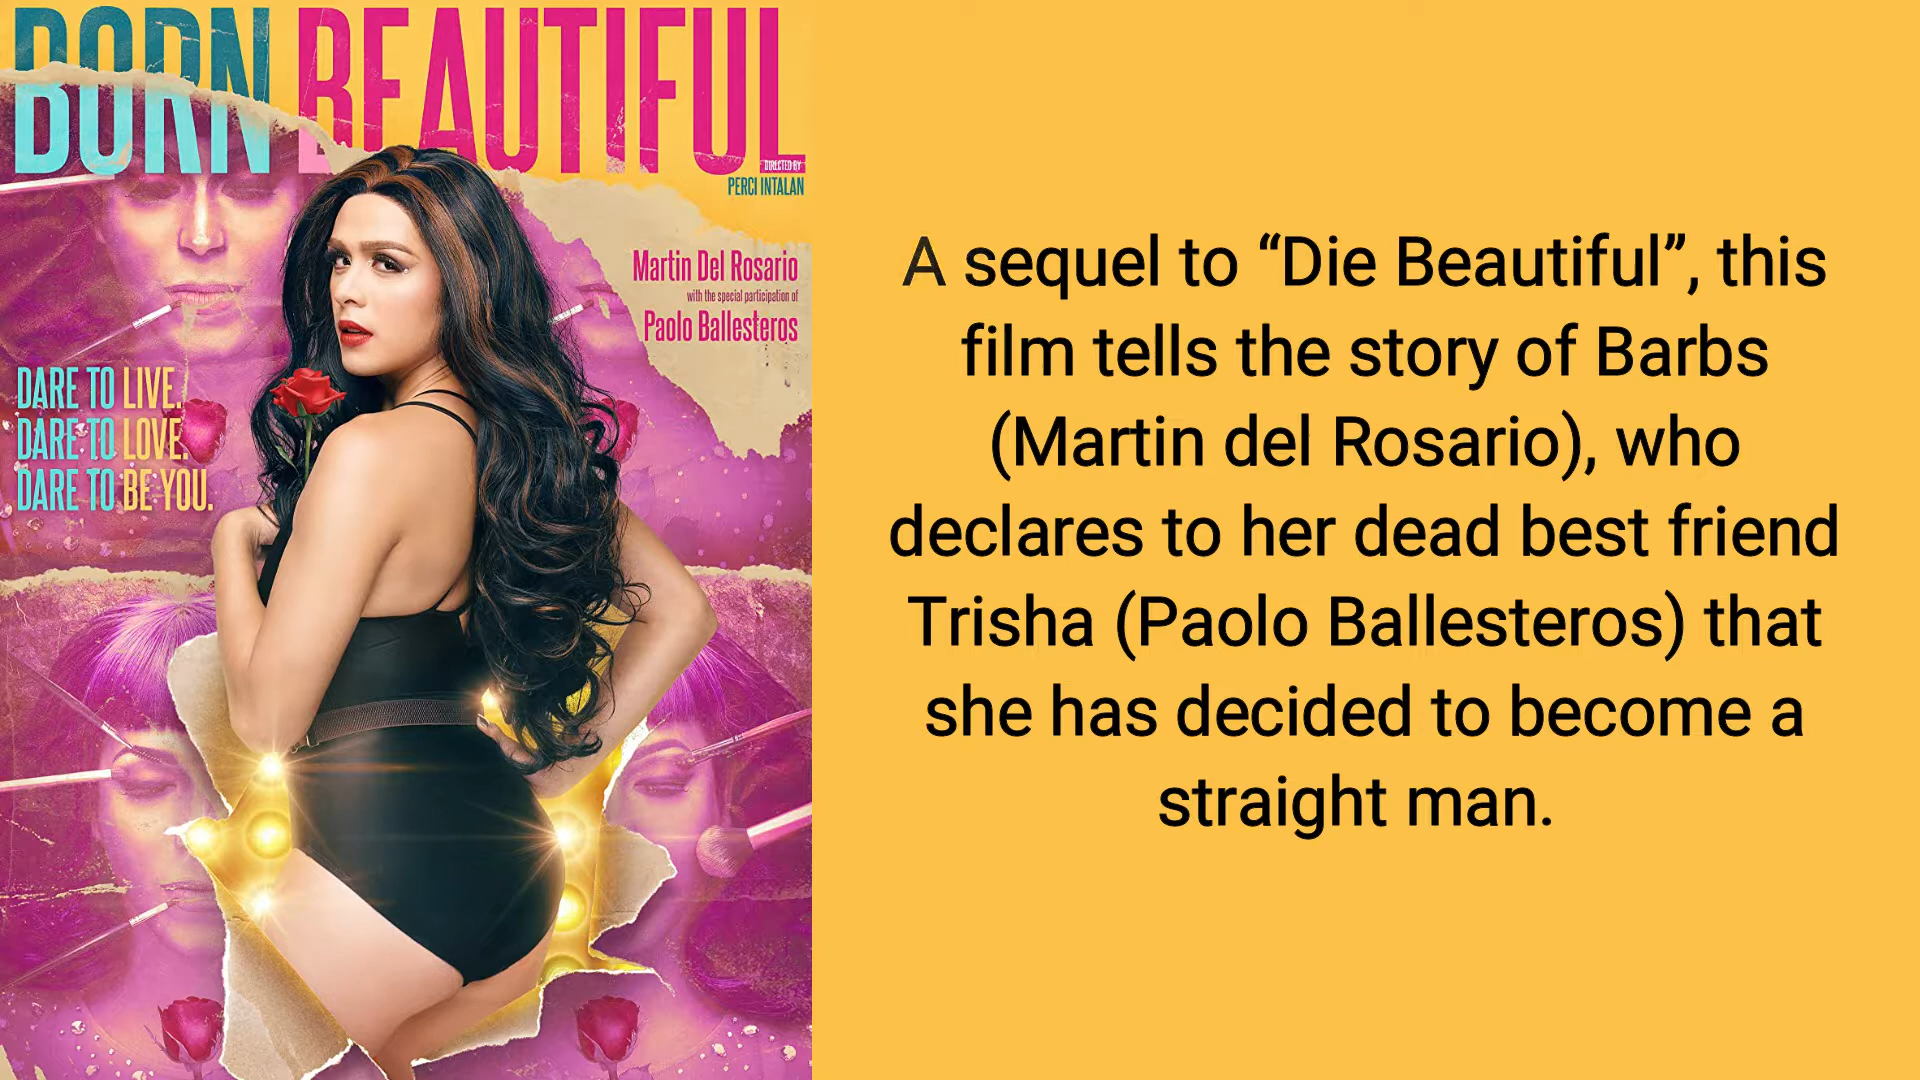 BORN BEAUTIFUL
DIRECTED BY
PERCI INTALAN
Martin Del Rosario
with the special participation of
Paolo Ballesteros
DARE TO LIVE.
DARE TO LOVE.
DARE TO BE YOU.
A sequel to “Die Beautiful”, this
film tells the story of Barbs
(Martin del Rosario), who
declares to her dead best friend
Trisha (Paolo Ballesteros) that
she has decided to become a
straight man.